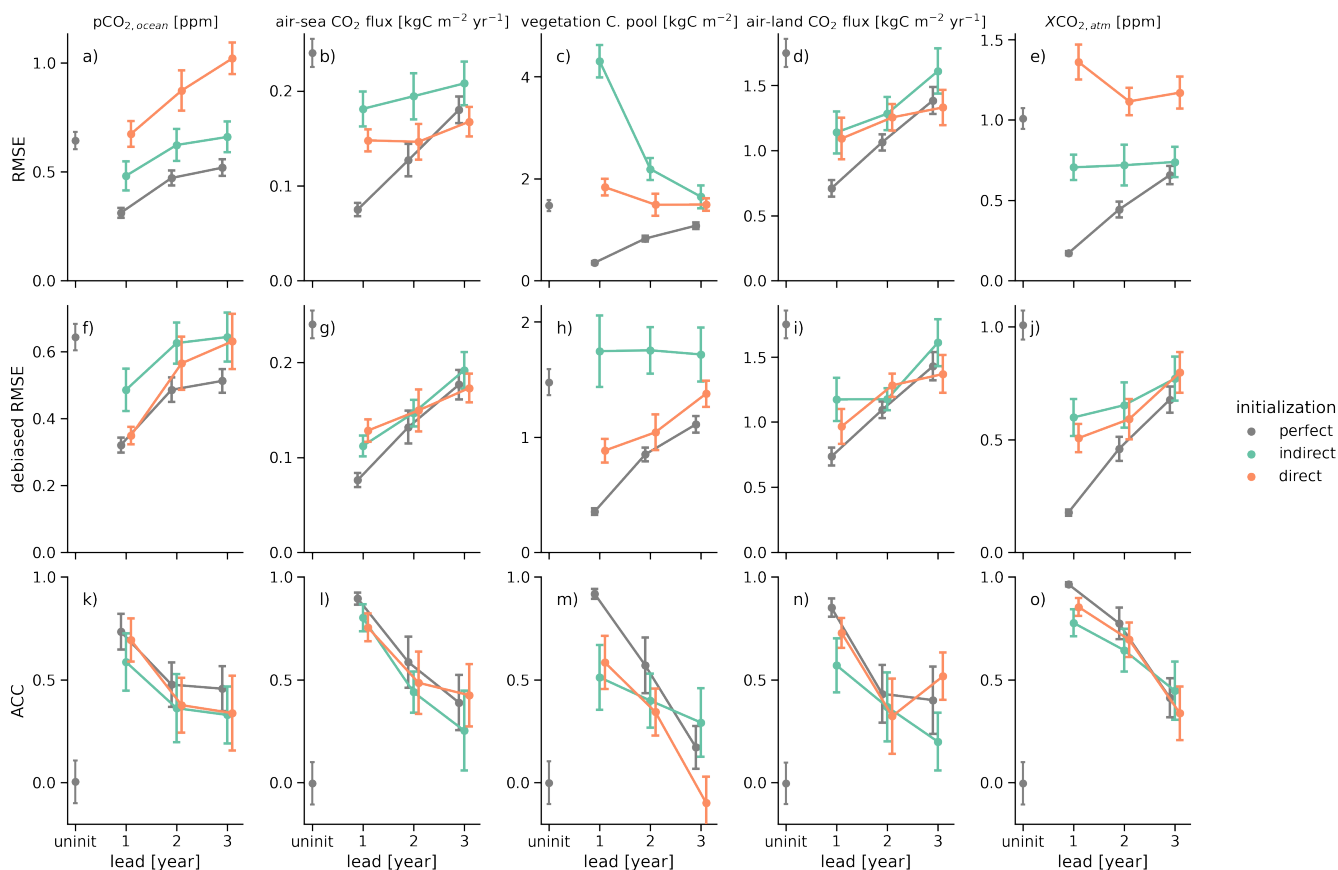 pCO2,ocean [ppm]
air-sea CO2 flux [kgC m−2 yr−1]
vegetation C. pool [kgC m−2]
air-land CO2 flux [kgC m−2 yr−1]
XCO2,atm [ppm]
RMSE
1.0
0.5
0.0
a)
0.2
0.1
0.0
b)
4
2
0
c)
1.5
1.0
0.5
0.0
d)
1.5
1.0
0.5
0.0
e)
debiased RMSE
0.6
0.4
0.2
0.0
f)
0.2
0.1
0.0
g)
2
1
0
h)
1.5
1.0
0.5
0.0
i)
1.0
0.5
0.0
j)
initialization
perfect
indirect
direct
ACC
1.0
0.5
0.0
k)
1.0
0.5
0.0
l)
1.0
0.5
0.0
m)
1.0
0.5
0.0
n)
1.0
0.5
0.0
o)
uninit 1 2 3
lead [year]
uninit 1 2 3
lead [year]
uninit 1 2 3
lead [year]
uninit 1 2 3
lead [year]
uninit 1 2 3
lead [year]